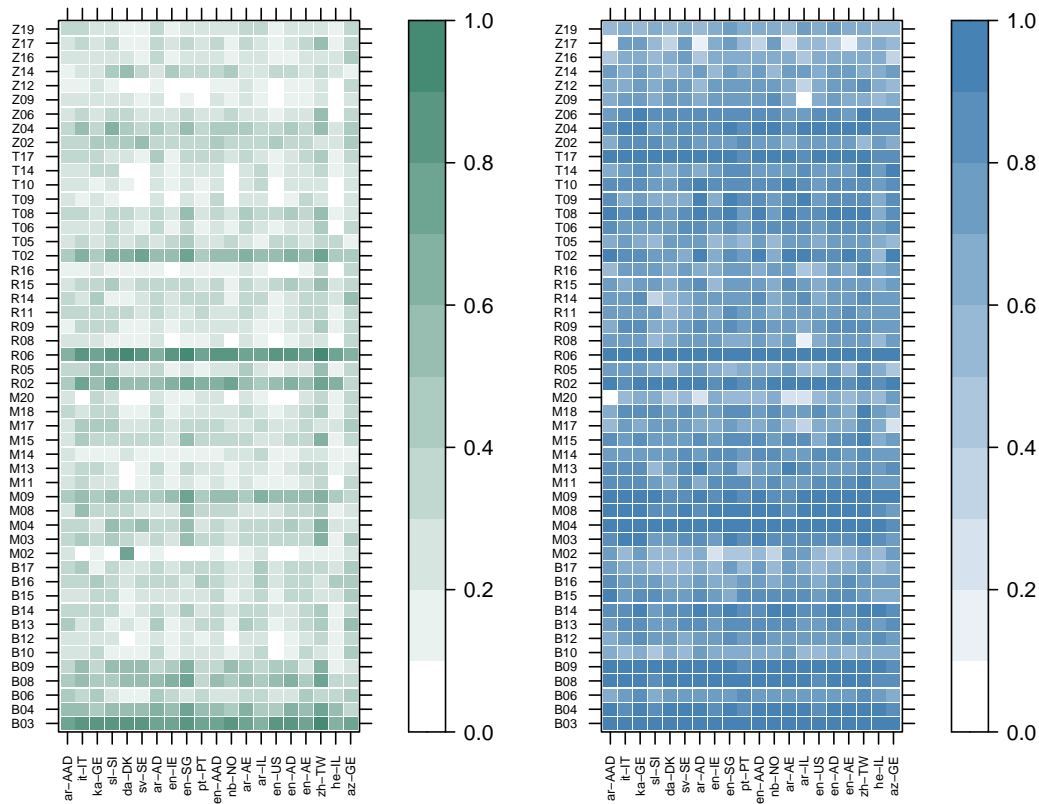 Z19
Z17
Z16
Z14
Z12
Z09
Z06
Z04
Z02
T17
T14
T10
T09
T08
T06
T05
T02
R16
R15
R14
R11
R09
R08
R06
R05
R02
M20
M18
M17
M15
M14
M13
M11
M09
M08
M04
M03
M02
B17
B16
B15
B14
B13
B12
B10
B09
B08
B06
B04
B03
ar−AAD
it−IT
ka−GE
sl−SI
da−DK
sv−SE
ar−AD
en−IE
en−SG
pt−PT
en−AAD
nb−NO
ar−AE
ar−IL
en−US
en−AD
en−AE
zh−TW
he−IL
az−GE
1.0
0.8
0.6
0.4
0.2
0.0
Z19
Z17
Z16
Z14
Z12
Z09
Z06
Z04
Z02
T17
T14
T10
T09
T08
T06
T05
T02
R16
R15
R14
R11
R09
R08
R06
R05
R02
M20
M18
M17
M15
M14
M13
M11
M09
M08
M04
M03
M02
B17
B16
B15
B14
B13
B12
B10
B09
B08
B06
B04
B03
ar−AAD
it−IT
ka−GE
sl−SI
da−DK
sv−SE
ar−AD
en−IE
en−SG
pt−PT
en−AAD
nb−NO
ar−AE
ar−IL
en−US
en−AD
en−AE
zh−TW
he−IL
az−GE
1.0
0.8
0.6
0.4
0.2
0.0